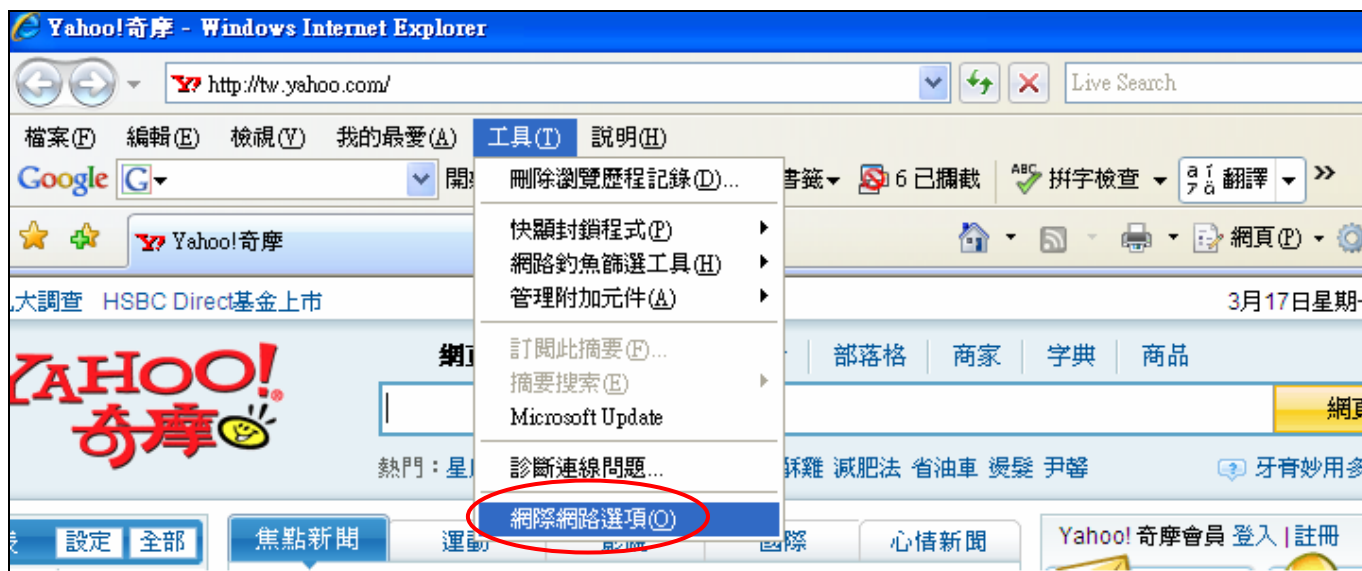 Yahoo!奇摩 - Windows Internet Explorer
http://tw.yahoo.com/ Live Search
檔案(F) 編輯(E) 檢視(V) 我的最愛(A) 工具(T) 說明(H)
Google G 書籤 6 已攔截 ABC 拼字檢查 翻譯 »
刪除瀏覽歷程記錄(D)...
快顯封鎖程式(P)
網路釣魚篩選工具(H)
管理附加元件(A)
訂閱此摘要(F)...
摘要搜索(E)
Microsoft Update
診斷連線問題...
網際網路選項(O)
Yahoo!奇摩 網頁(P)
大調查 HSBC Direct基金上市 3月17日星期
部落格 商家 字典 商品
YAHOO!
奇摩
熱門：減肥法 省油車 燙髮 尹馨 牙膏妙用多
設定 全部 焦點新聞 運動 國際 心情新聞 Yahoo! 奇摩會員 登入 | 註冊